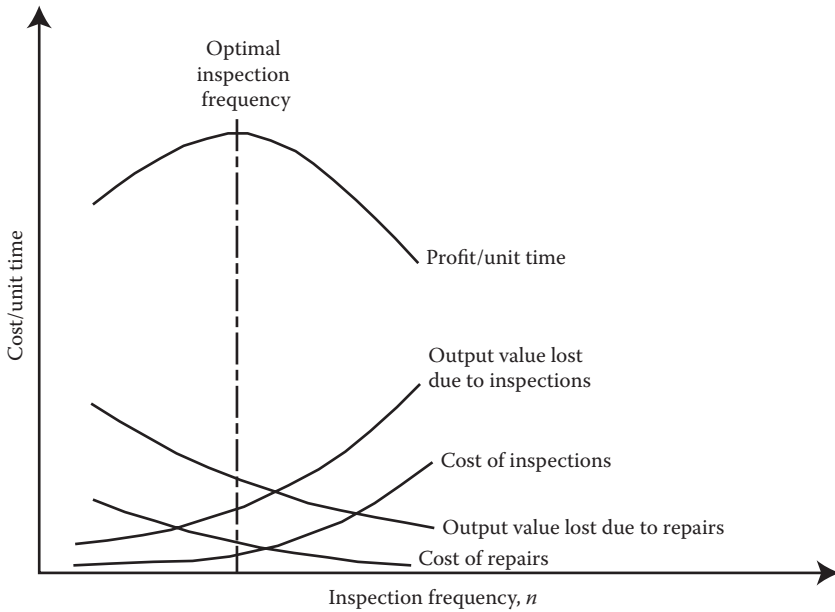 Optimal
inspection
frequency
Cost/unit time
Profit/unit time
Output value lost
due to inspections
Cost of inspections
Output value lost due to repairs
Cost of repairs
Inspection frequency, n